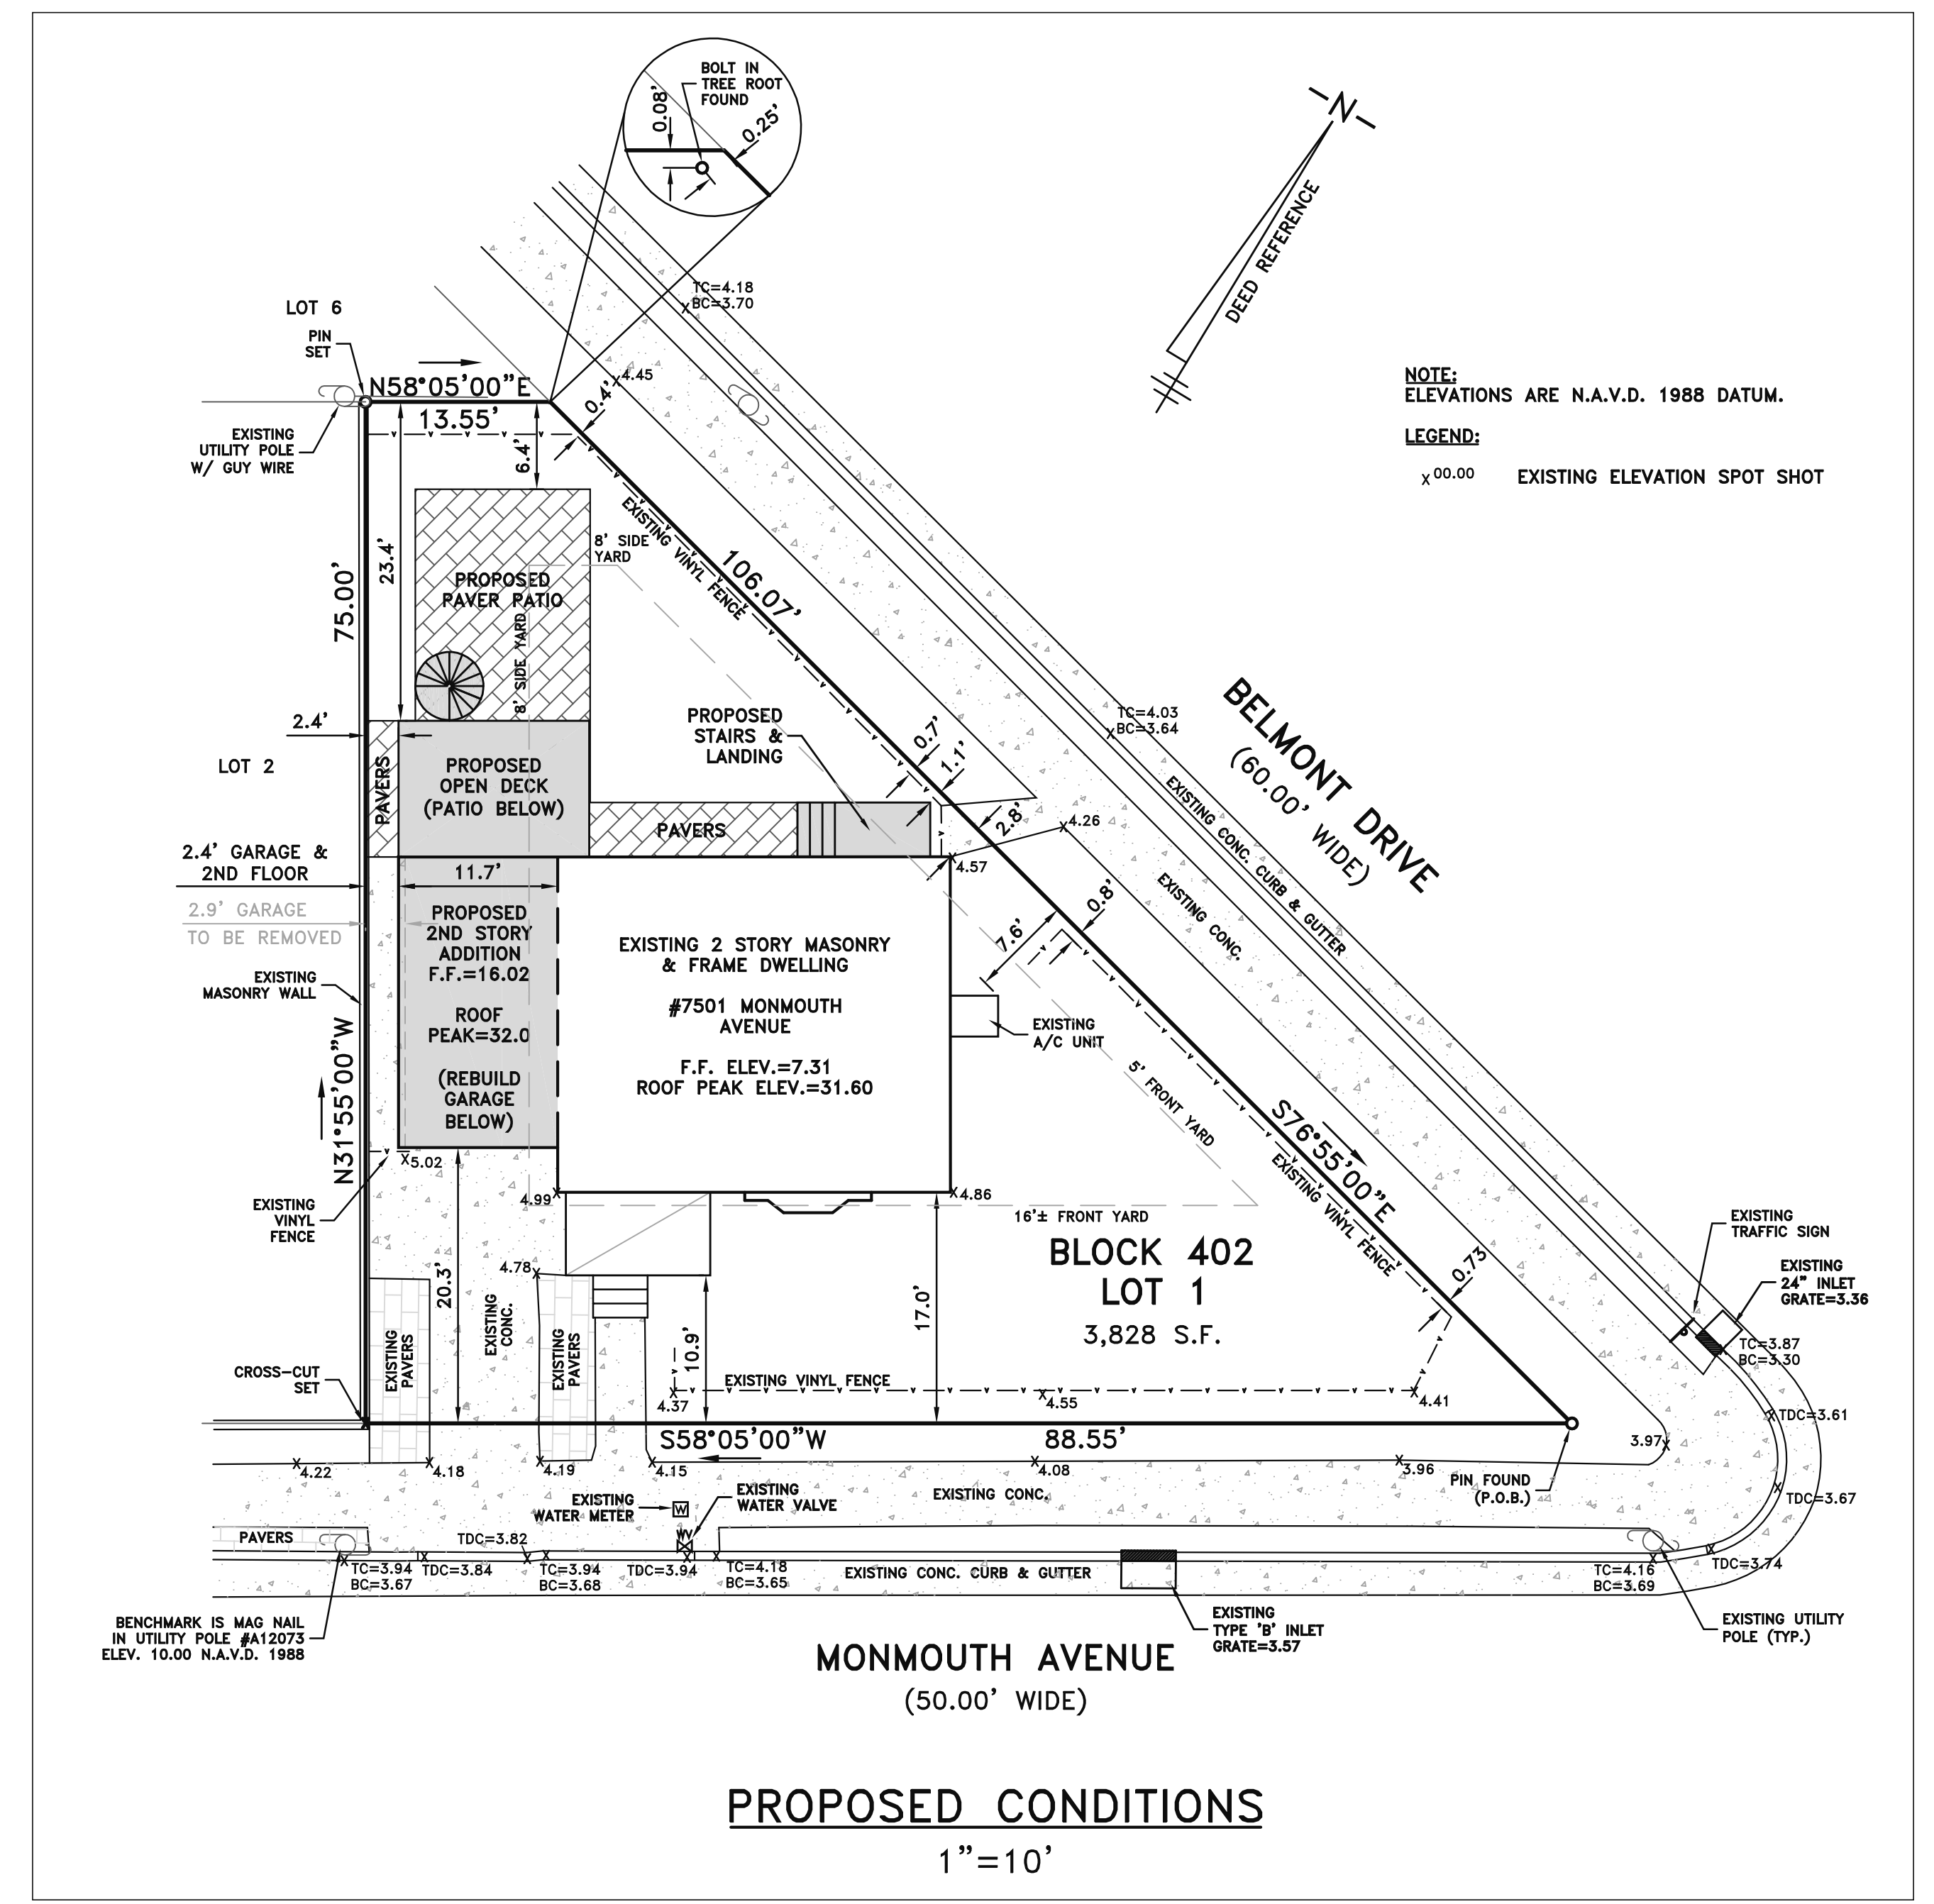 BOLT IN
TREE ROOT
FOUND
0.08'
0.25'
N
DEED REFERENCE
TC=4.18
BC=3.70
LOT 6
PIN
SET
N58°05'00"E
13.55'
0.4'
4.45
6.4'
EXISTING
UTILITY POLE
W/ GUY WIRE
NOTE:
ELEVATIONS ARE N.A.V.D. 1988 DATUM.
LEGEND:
X 00.00 EXISTING ELEVATION SPOT SHOT
EXISTING VINYL FENCE
8' SIDE
YARD
106.07'
23.4'
75.00'
PROPOSED
PAVER PATIO
8' SIDE YARD
2.4'
LOT 2
PAVERS
PROPOSED
OPEN DECK
(PATIO BELOW)
PROPOSED
STAIRS &
LANDING
PAVERS
0.7'
1.1'
2.8'
4.26
4.57
TC=4.03
BC=3.64
BELMONT DRIVE
(60.00' WIDE)
EXISTING CONC. CURB & GUTTER
EXISTING CONC.
2.4' GARAGE &
2ND FLOOR
2.9' GARAGE
TO BE REMOVED
11.7'
PROPOSED
2ND STORY
ADDITION
F.F.=16.02
ROOF
PEAK=32.0
(REBUILD
GARAGE
BELOW)
EXISTING 2 STORY MASONRY
& FRAME DWELLING
#7501 MONMOUTH
AVENUE
F.F. ELEV.=7.31
ROOF PEAK ELEV.=31.60
7.6'
0.8'
EXISTING
A/C UNIT
5' FRONT YARD
EXISTING
MASONRY WALL
N31°55'00"W
S76°55'00"E
EXISTING VINYL FENCE
5.02
4.99
4.86
EXISTING
VINYL
FENCE
16'± FRONT YARD
BLOCK 402
LOT 1
3,828 S.F.
0.73
EXISTING
TRAFFIC SIGN
EXISTING
24" INLET
GRATE=3.36
TC=3.87
BC=3.30
4.78
20.3'
EXISTING
CONC.
EXISTING
PAVERS
EXISTING
PAVERS
10.9'
17.0'
CROSS-CUT
SET
EXISTING VINYL FENCE
4.37
4.55
4.41
TDC=3.61
S58°05'00"W
88.55'
3.97
4.22
4.18
4.19
4.15
4.08
3.96
PIN FOUND
(P.O.B.)
TDC=3.67
EXISTING
WATER METER
W
EXISTING
WATER VALVE
WV
EXISTING CONC.
PAVERS
TDC=3.82
TC=3.94
BC=3.67
TDC=3.84
TC=3.94
BC=3.68
TDC=3.94
TC=4.18
BC=3.65
EXISTING CONC. CURB & GUTTER
TC=4.16
BC=3.69
TDC=3.74
BENCHMARK IS MAG NAIL
IN UTILITY POLE #A12073
ELEV. 10.00 N.A.V.D. 1988
EXISTING
TYPE 'B' INLET
GRATE=3.57
EXISTING UTILITY
POLE (TYP.)
MONMOUTH AVENUE
(50.00' WIDE)
PROPOSED CONDITIONS
1"=10'